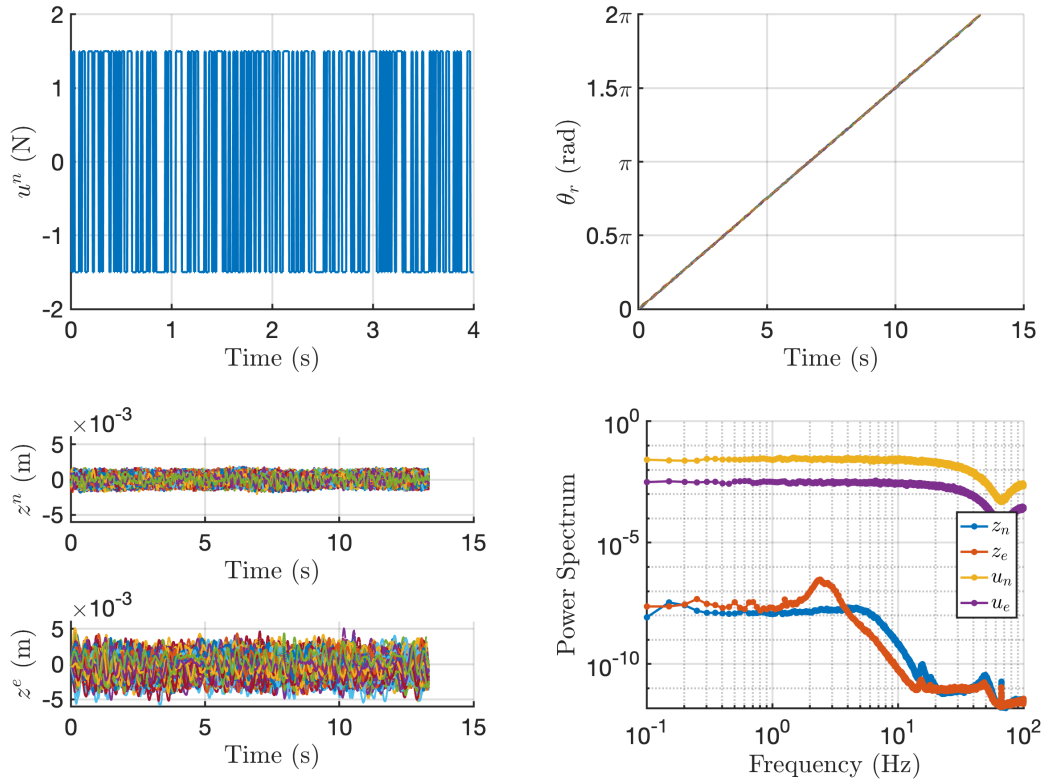 2
1
0
-1
-2
u^n (N)
0
1
2
3
4
Time (s)
2π
1.5π
π
0.5π
0
θ_r (rad)
0
5
10
15
Time (s)
×10^-3
5
0
-5
z^n (m)
0
5
10
15
Time (s)
×10^-3
5
0
-5
z^e (m)
0
5
10
15
Time (s)
10^0
10^-5
10^-10
Power Spectrum
z_n
z_e
u_n
u_e
10^-1
10^0
10^1
10^2
Frequency (Hz)